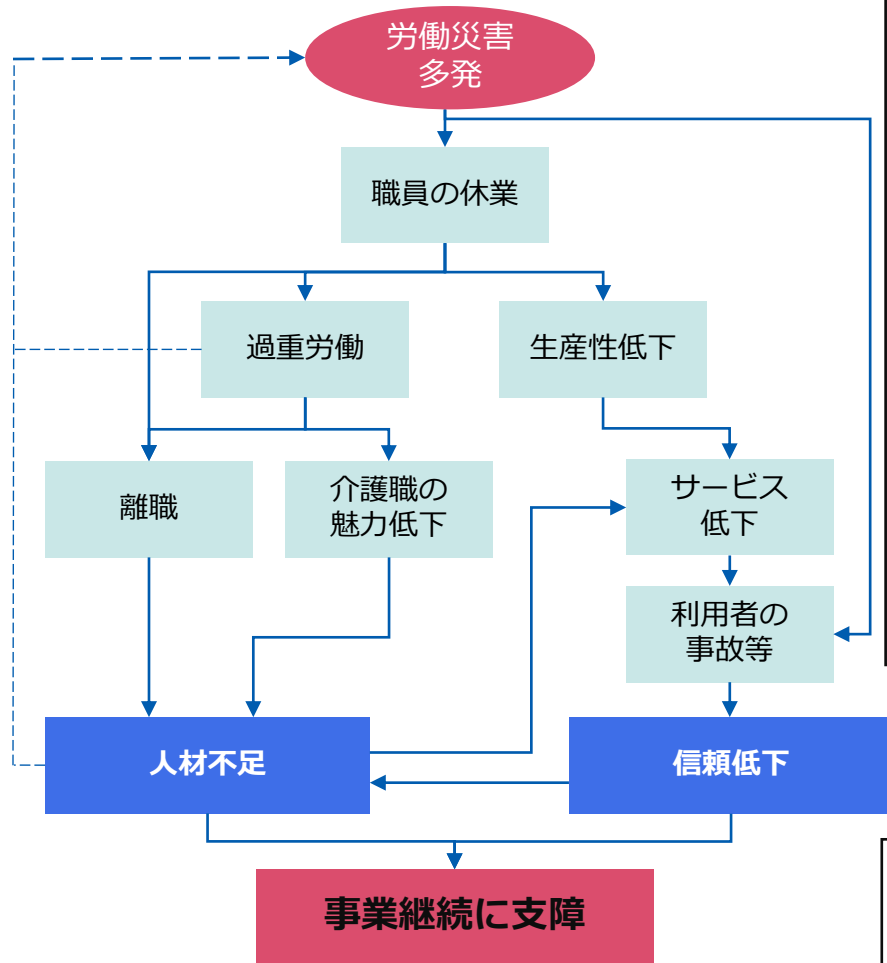 労働災害
多発
職員の休業
過重労働
生産性低下
離職
介護職の
魅力低下
サービス
低下
利用者の
事故等
人材不足
信頼低下
事業継続に支障